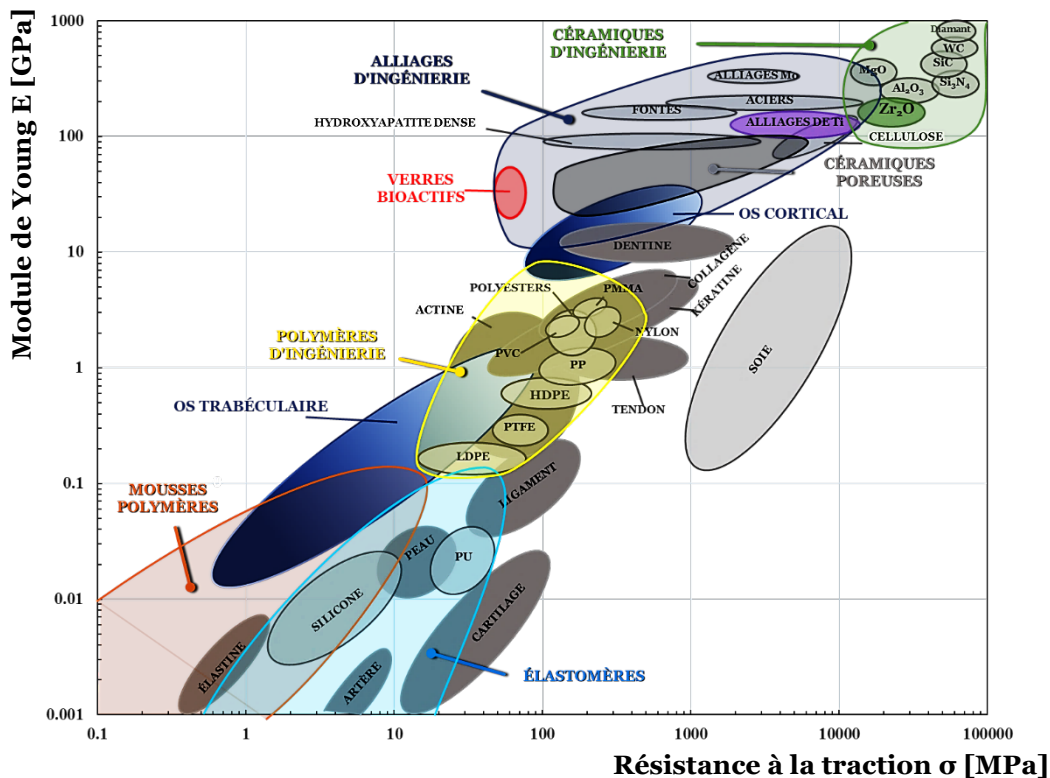 Module de Young E [GPa]
1000
100
10
1
0.1
0.01
0.001
CÉRAMIQUES
D'INGÉNIERIE
Diamant
WC
SiC
Si₃N₄
MgO
Al₂O₃
Zr₂O
ALLIAGES
D'INGÉNIERIE
ALLIAGES Mo
ACIERS
FONTES
ALLIAGES DE Ti
HYDROXYAPATITE DENSE
CELLULOSE
CÉRAMIQUES
POREUSES
VERRES
BIOACTIFS
OS CORTICAL
DENTINE
COLLAGÈNE
KÉRATINE
POLYESTERS
PMMA
ACTINE
NYLON
POLYMÈRES
D'INGÉNIERIE
PVC
PP
SOIE
OS TRABÉCULAIRE
HDPE
TENDON
PTFE
LDPE
LIGAMENT
MOUSSES
POLYMÈRES
PEAU
PU
SILICONE
CARTILAGE
ÉLASTINE
ARTÈRE
ÉLASTOMÈRES
0.1
1
10
100
1000
10000
100000
Résistance à la traction σ [MPa]